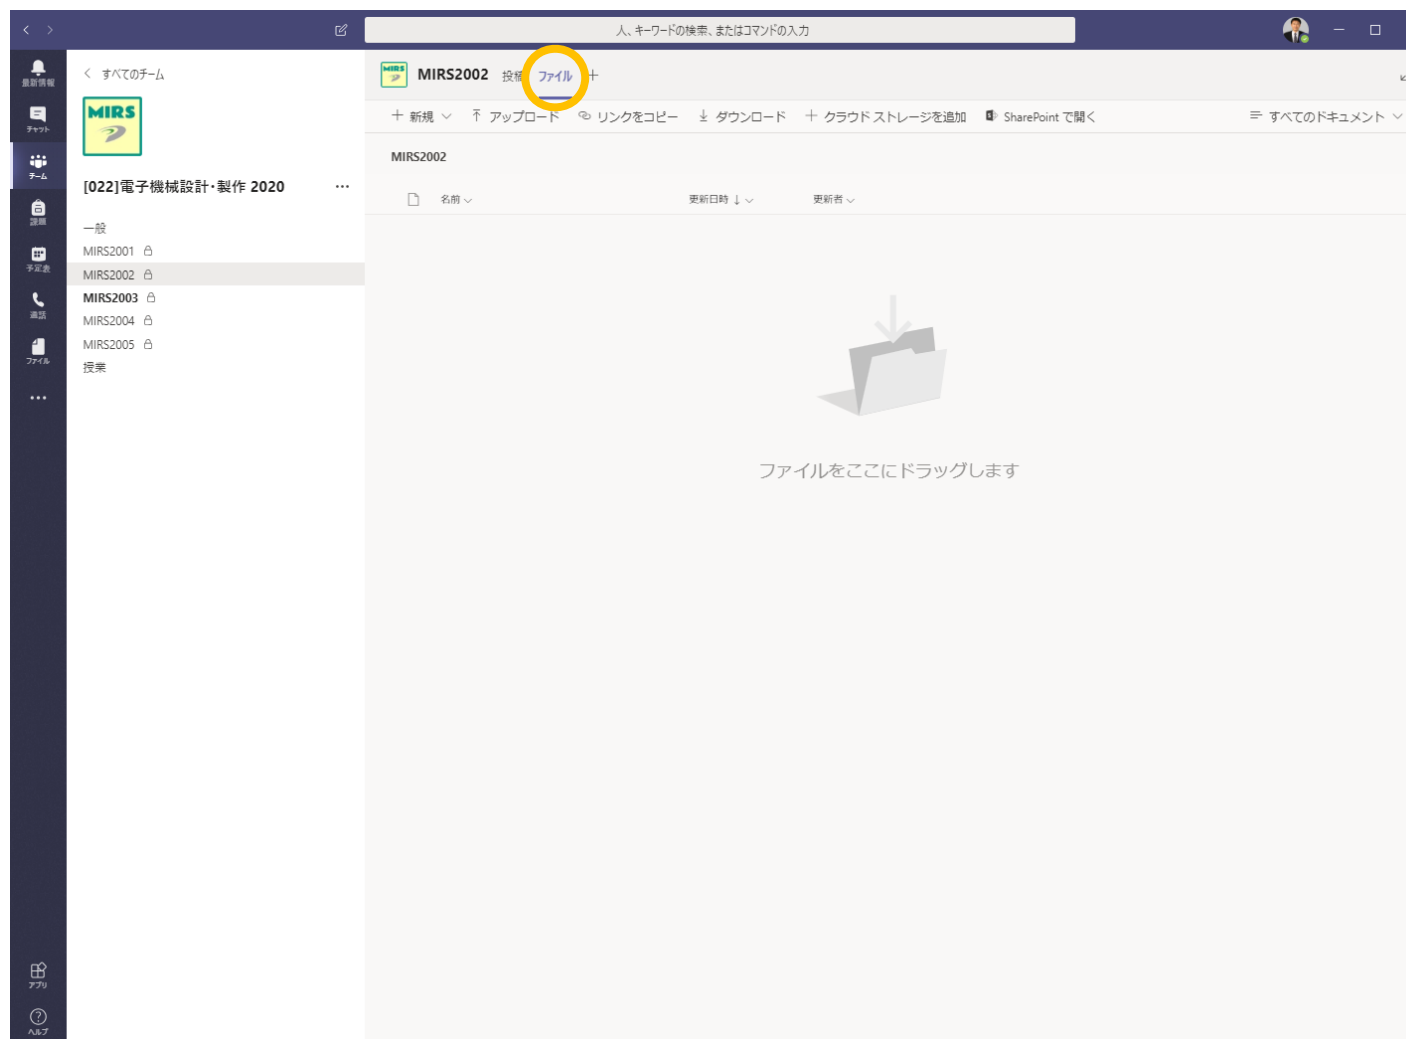 人、キーワードの検索、またはコマンドの入力
最新情報
チャット
チーム
課題
予定表
通話
ファイル
アプリ
ヘルプ
すべてのチーム
MIRS
[022]電子機械設計・製作 2020
一般
MIRS2001
MIRS2002
MIRS2003
MIRS2004
MIRS2005
授業
MIRS MIRS2002 投稿 ファイル
新規 アップロード リンクをコピー ダウンロード クラウド ストレージを追加 SharePoint で開く すべてのドキュメント
MIRS2002
名前 更新日時 ↓ 更新者
ファイルをここにドラッグします